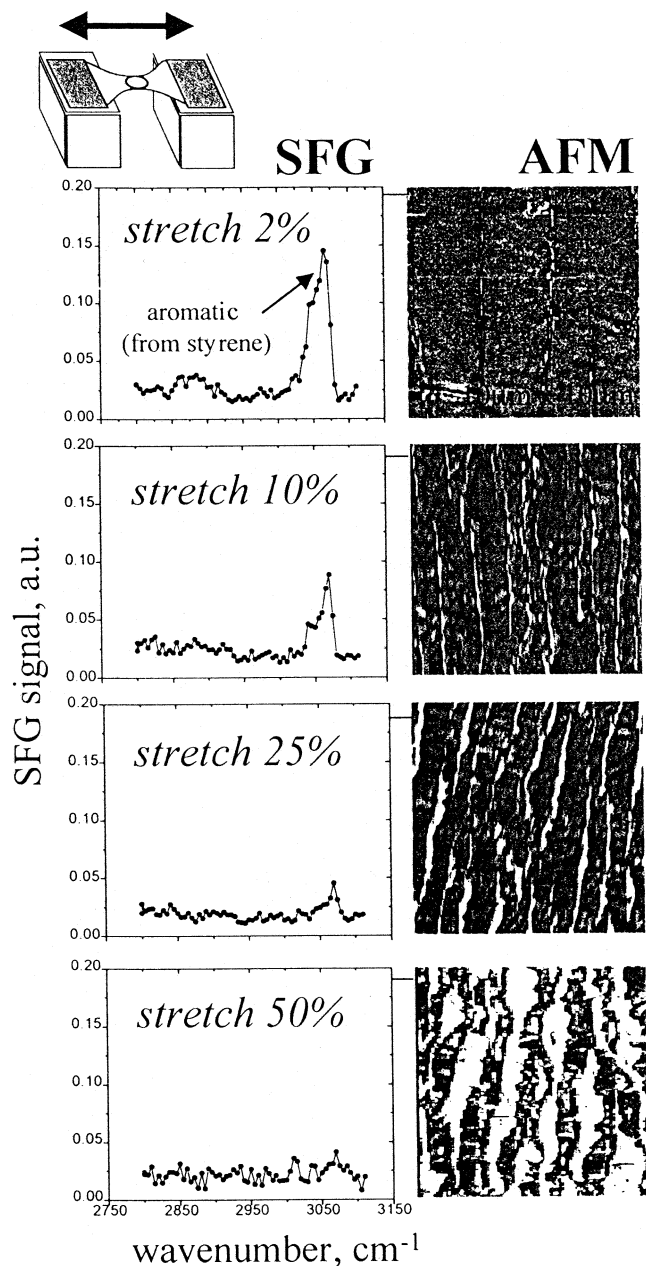 SFG AFM
0.20
0.15
0.10
0.05
0.00
stretch 2%
aromatic
(from styrene)
0.20
0.15
0.10
0.05
0.00
stretch 10%
0.20
0.15
0.10
0.05
0.00
stretch 25%
0.20
0.15
0.10
0.05
0.00
stretch 50%
2750 2850 2950 3050 3150
SFG signal, a.u.
wavenumber, cm⁻¹